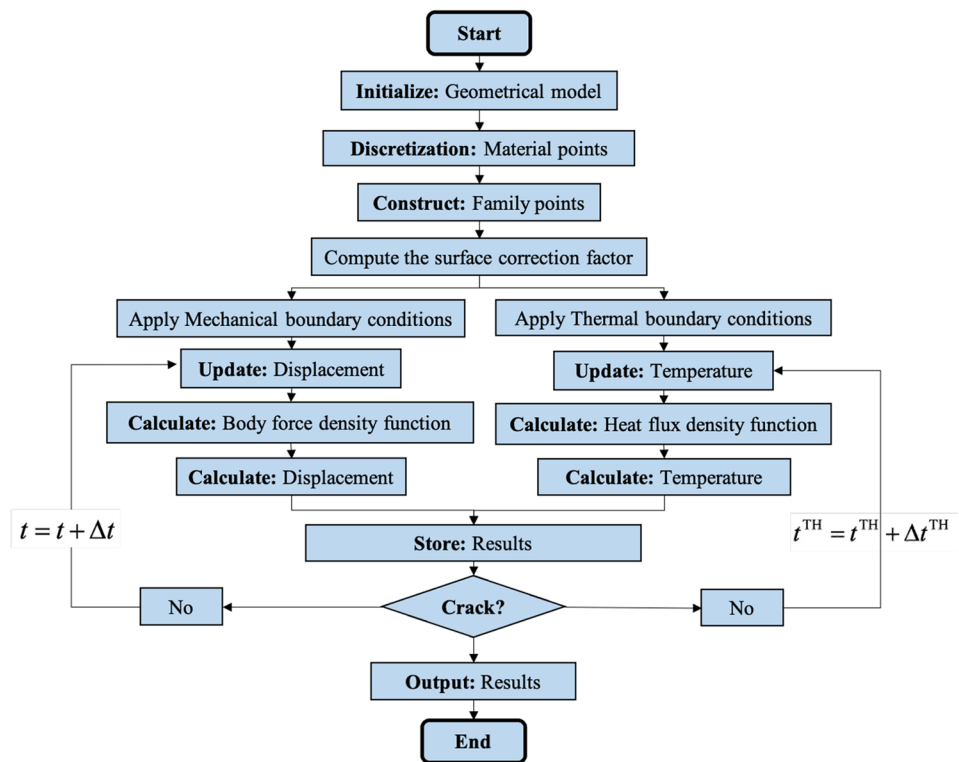 Start
Initialize: Geometrical model
Discretization: Material points
Construct: Family points
Compute the surface correction factor
Apply Mechanical boundary conditions
Apply Thermal boundary conditions
Update: Displacement
Update: Temperature
Calculate: Body force density function
Calculate: Heat flux density function
Calculate: Displacement
Calculate: Temperature
t = t + Δt
t^TH = t^TH + Δt^TH
Store: Results
No
Crack?
No
Output: Results
End